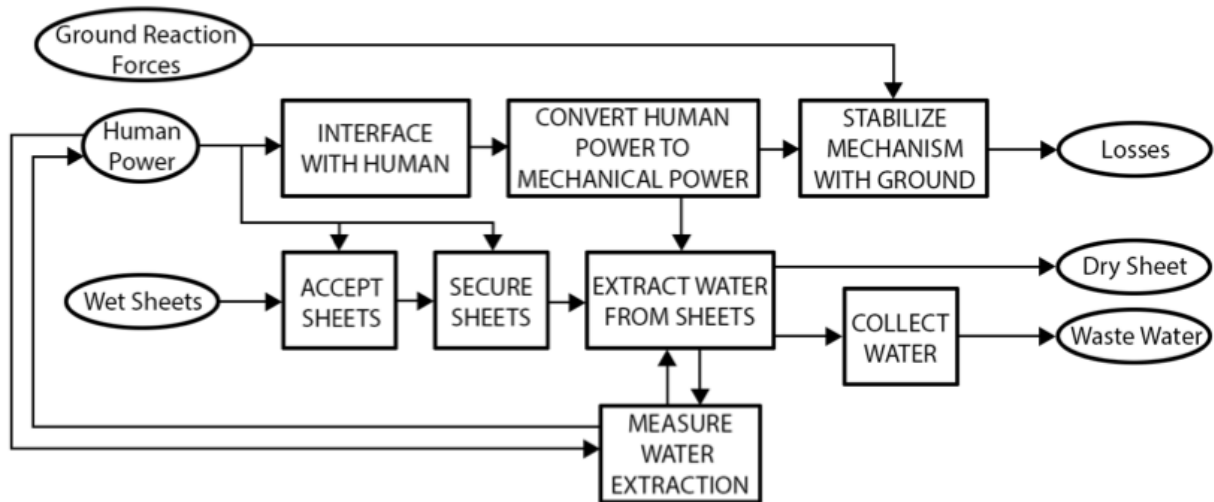 Ground Reaction
Forces
Human
Power
INTERFACE
WITH HUMAN
CONVERT HUMAN
POWER TO
MECHANICAL POWER
STABILIZE
MECHANISM
WITH GROUND
Losses
Wet Sheets
ACCEPT
SHEETS
SECURE
SHEETS
EXTRACT WATER
FROM SHEETS
Dry Sheet
COLLECT
WATER
Waste Water
MEASURE
WATER
EXTRACTION